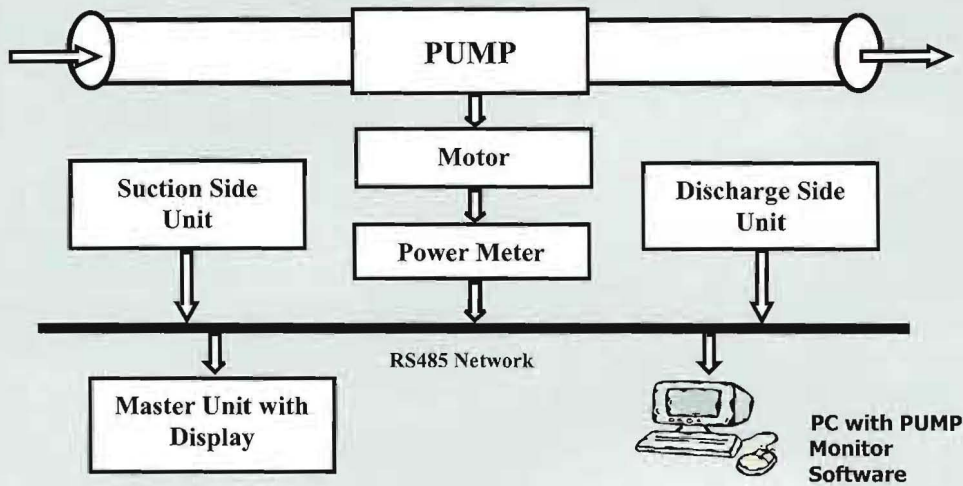 PUMP
Motor
Suction Side
Unit
Discharge Side
Unit
Power Meter
RS485 Network
Master Unit with
Display
PC with PUMP
Monitor
Software